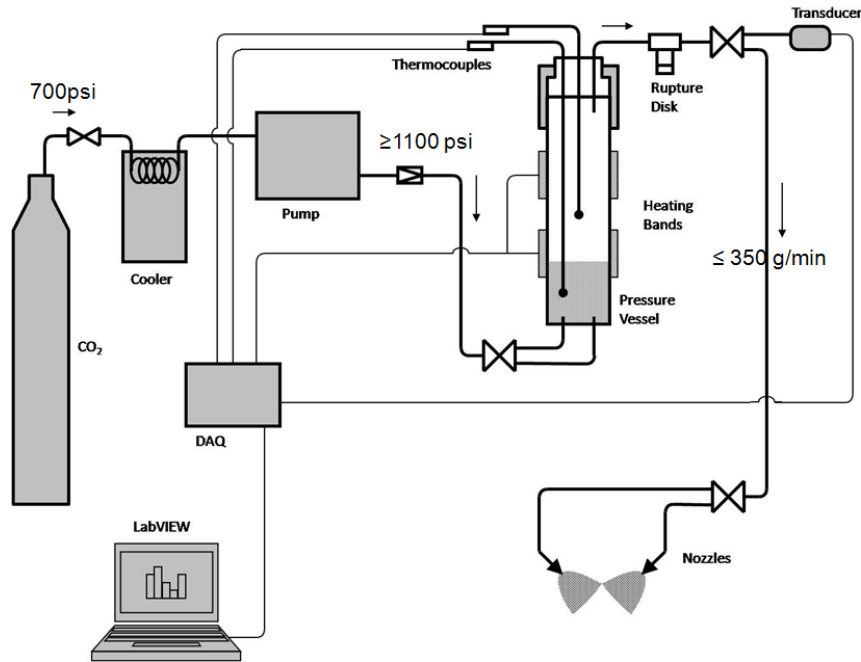 Transducer
Thermocouples
700psi
Rupture
Disk
≥1100 psi
Pump
Heating
Bands
Cooler
≤ 350 g/min
Pressure
Vessel
CO₂
DAQ
LabVIEW
Nozzles